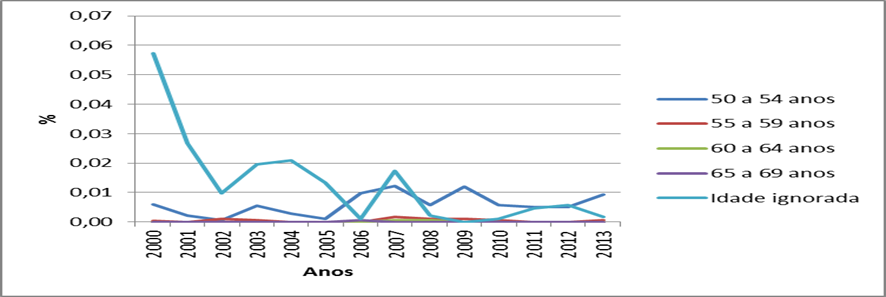 0,07
0,06
0,05
0,04
0,03
0,02
0,01
0,00
%
2000 2001 2002 2003 2004 2005 2006 2007 2008 2009 2010 2011 2012 2013
Anos
50 a 54 anos
55 a 59 anos
60 a 64 anos
65 a 69 anos
Idade ignorada